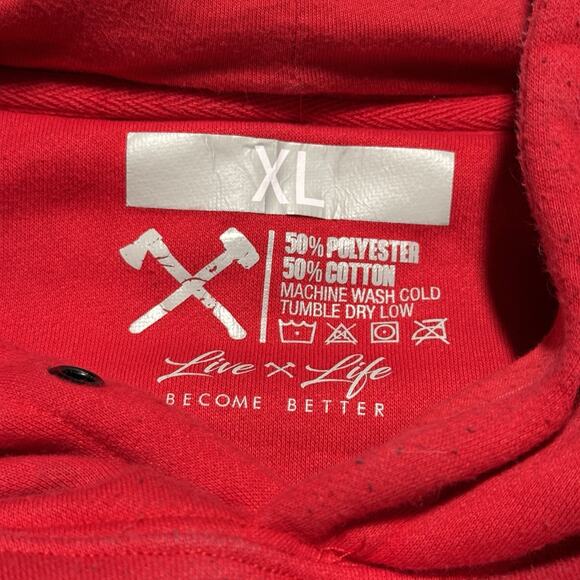 XL
50% POLYESTER
50% COTTON
MACHINE WASH COLD
TUMBLE DRY LOW
Live Life
BECOME BETTER